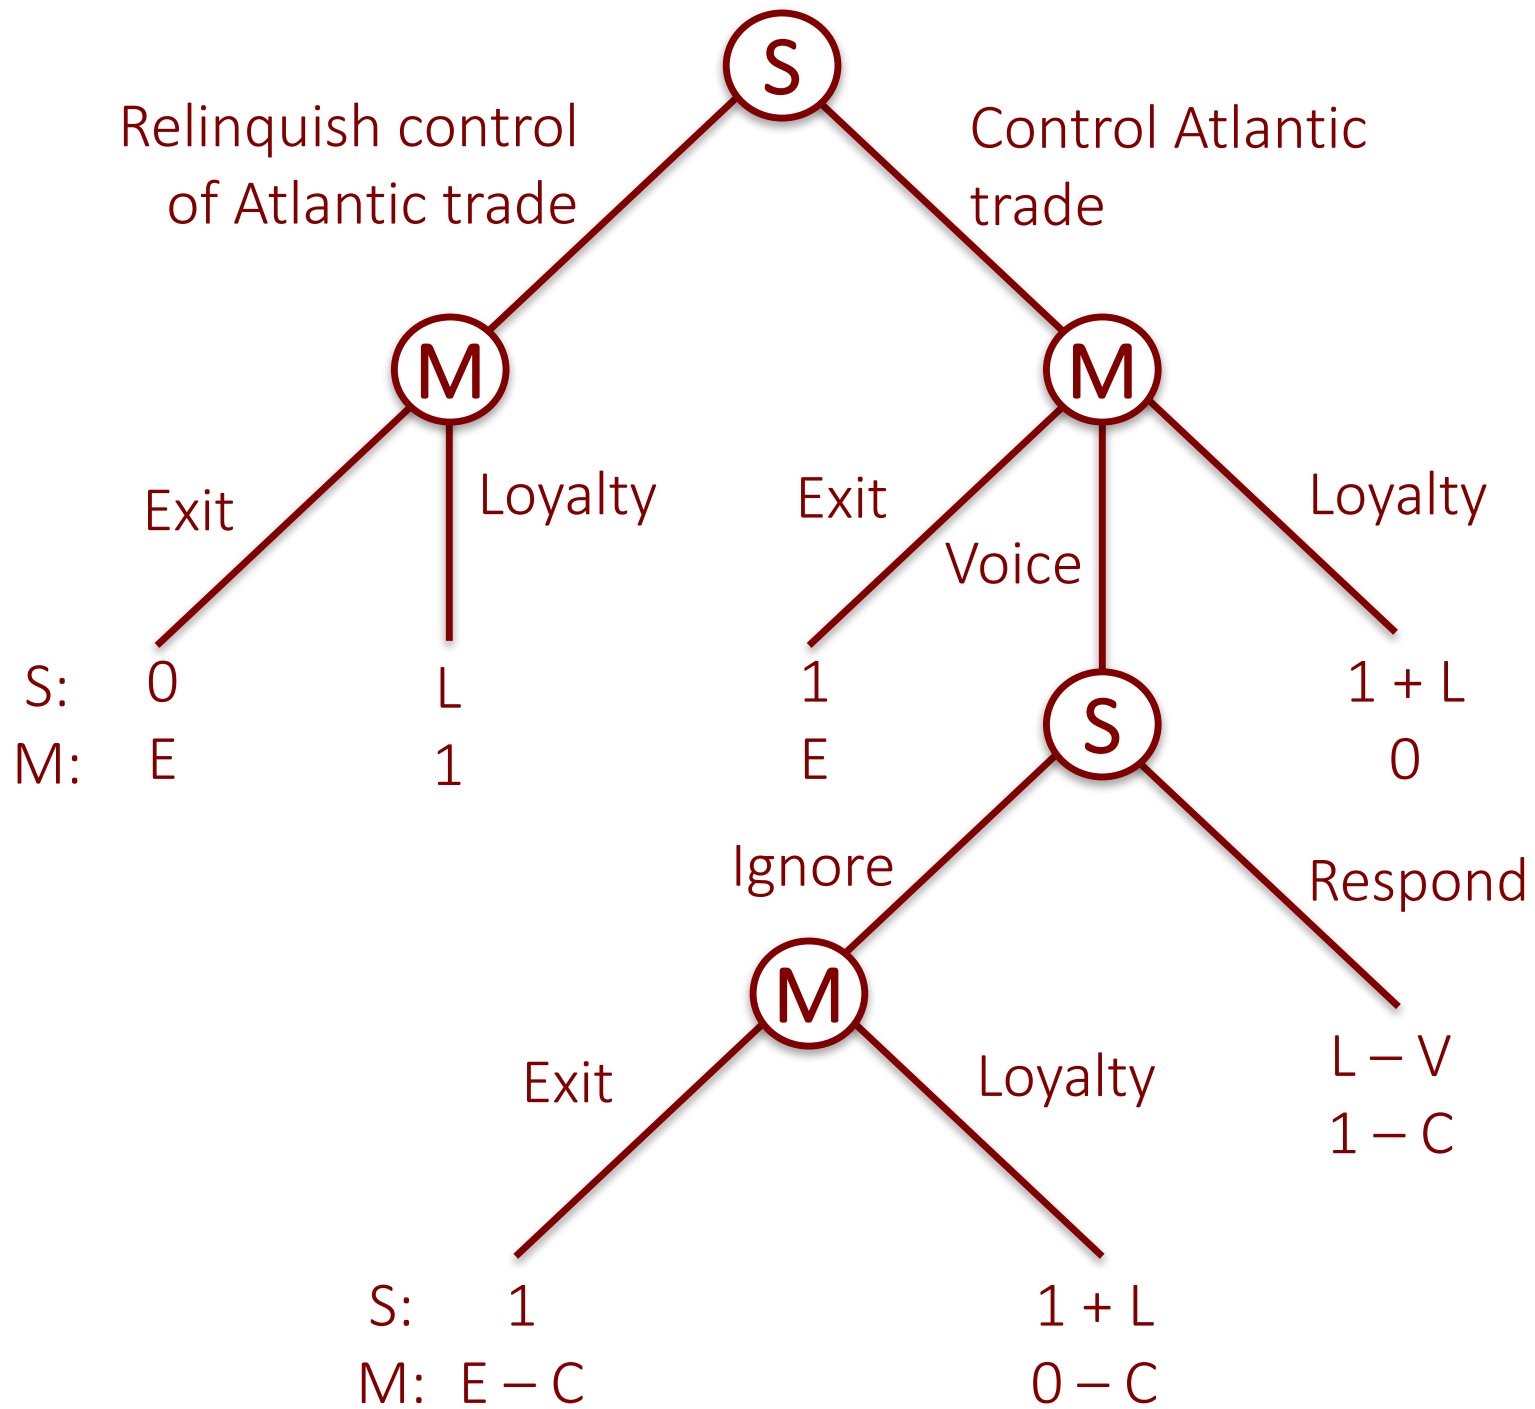 S
Relinquish control
of Atlantic trade
Control Atlantic
trade
M
M
Exit
Loyalty
Exit
Voice
Loyalty
S: 0 L 1 1 + L
M: E 1 E 0
S
Ignore
Respond
M
L – V
1 – C
Exit
Loyalty
S: 1 1 + L
M: E – C 0 – C